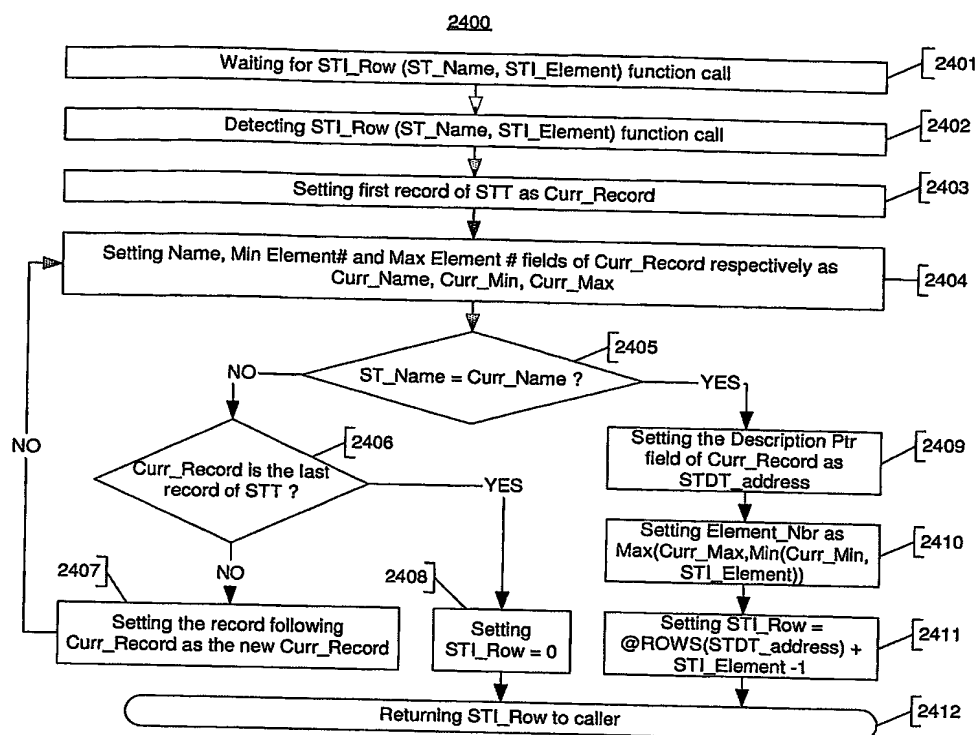 2400
Waiting for STI_Row (ST_Name, STI_Element) function call
2401
Detecting STI_Row (ST_Name, STI_Element) function call
2402
Setting first record of STT as Curr_Record
2403
Setting Name, Min Element# and Max Element # fields of Curr_Record respectively as
Curr_Name, Curr_Min, Curr_Max
2404
2405
ST_Name = Curr_Name ?
NO
YES
NO
2406
Curr_Record is the last
record of STT ?
YES
NO
Setting the Description Ptr
field of Curr_Record as
STDT_address
2409
Setting Element_Nbr as
Max(Curr_Max,Min(Curr_Min,
STI_Element))
2410
2407
Setting the record following
Curr_Record as the new Curr_Record
2408
Setting
STI_Row = 0
Setting STI_Row =
@ROWS(STDT_address) +
STI_Element -1
2411
Returning STI_Row to caller
2412